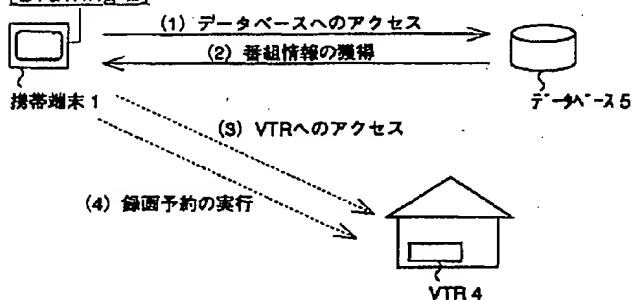 (1) データベースへのアクセス
(2) 番組情報の獲得
携帯端末1
データベース5
(3) VTRへのアクセス
(4) 録画予約の実行
VTR4